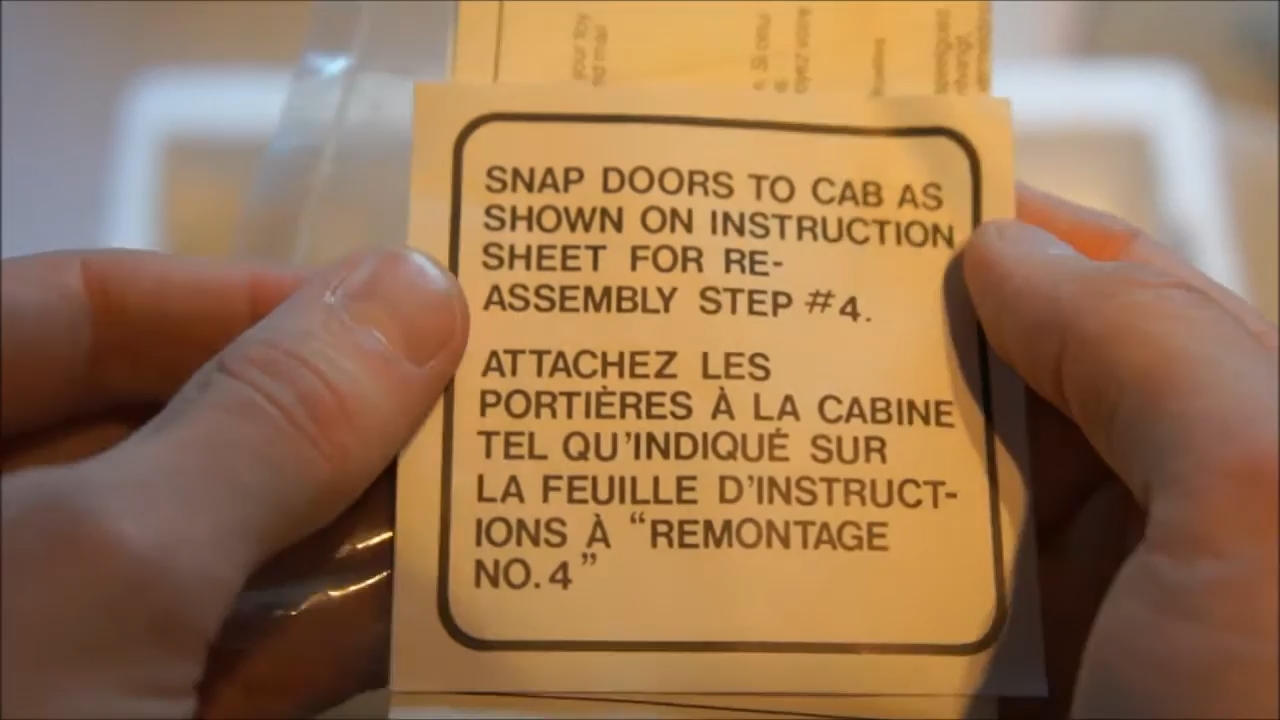 SNAP DOORS TO CAB AS
SHOWN ON INSTRUCTION
SHEET FOR RE-
ASSEMBLY STEP #4.
ATTACHEZ LES
PORTIÈRES À LA CABINE
TEL QU'INDIQUÉ SUR
LA FEUILLE D'INSTRUCT-
IONS À “REMONTAGE
NO.4”